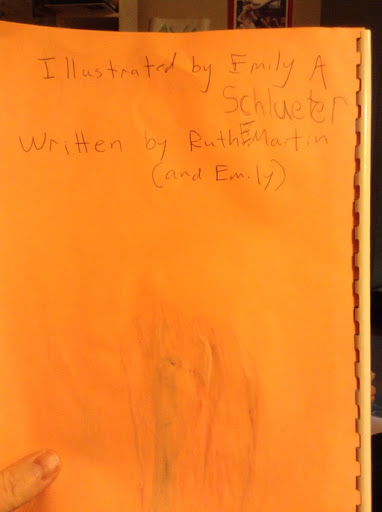 Illustrated by Emily A
Schlueter
Written by Ruth E Martin
(and Emily)